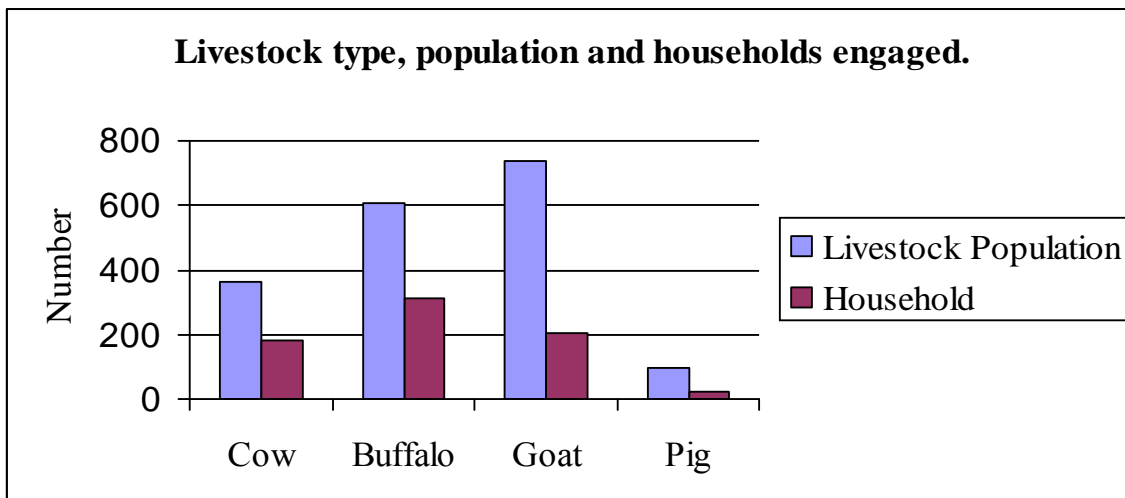 Livestock type, population and households engaged.
800
600
400
200
0
Number
Cow Buffalo Goat Pig
Livestock Population
Household